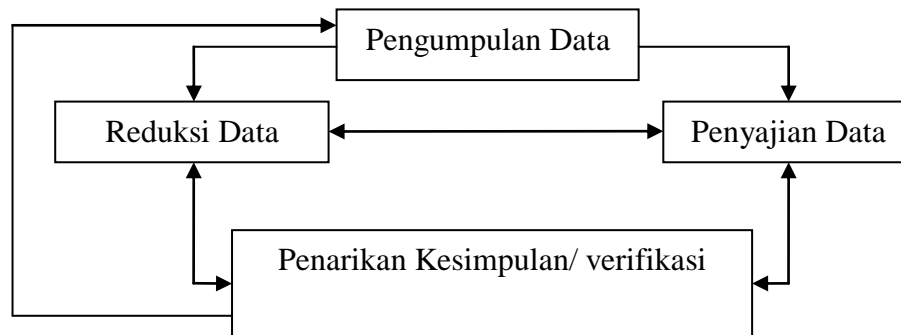 Pengumpulan Data
Reduksi Data
Penyajian Data
Penarikan Kesimpulan/ verifikasi